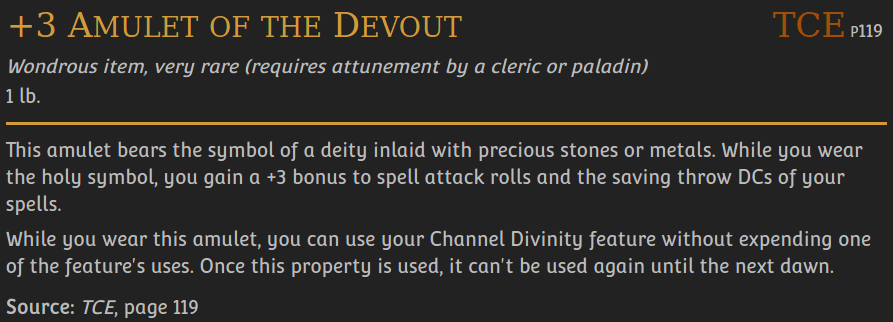 +3 Amulet of the Devout TCE p119
Wondrous item, very rare (requires attunement by a cleric or paladin)
1 lb.
This amulet bears the symbol of a deity inlaid with precious stones or metals. While you wear
the holy symbol, you gain a +3 bonus to spell attack rolls and the saving throw DCs of your
spells.
While you wear this amulet, you can use your Channel Divinity feature without expending one
of the feature's uses. Once this property is used, it can't be used again until the next dawn.
Source: TCE, page 119